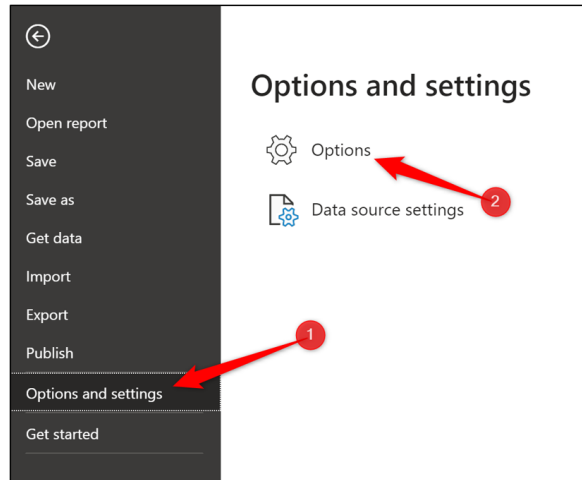 New
Open report
Save
Save as
Get data
Import
Export
Publish
Options and settings
Get started
Options and settings
Options
Data source settings
2
1